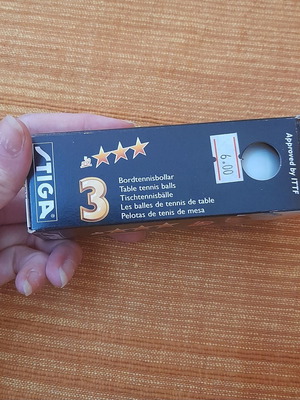 STIGA
3
Bordtennisbollar
Table tennis balls
Tischtennisbälle
Les balles de tennis de table
Pelotas de tenis de mesa
6.00
Approved by ITTF